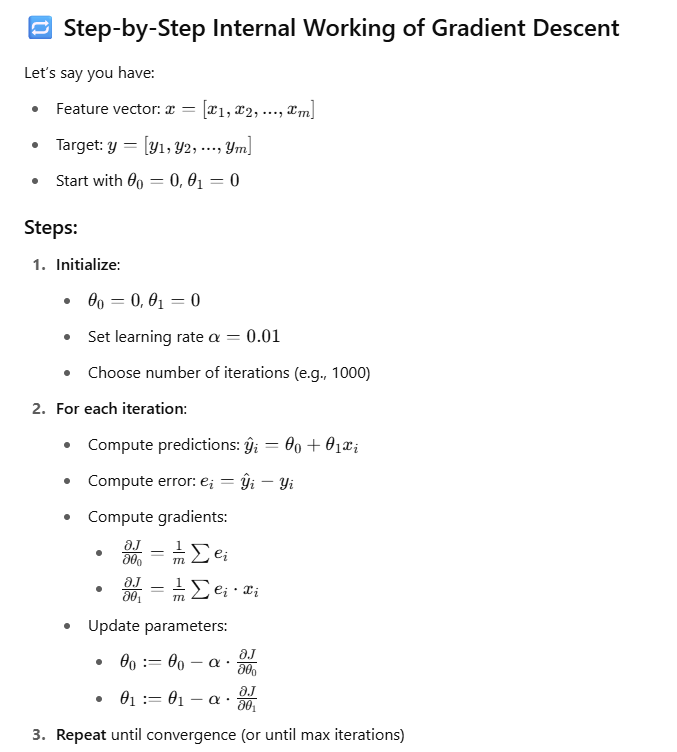 🔁 Step-by-Step Internal Working of Gradient Descent
Let's say you have:
• Feature vector: x = [x₁, x₂, ..., xₘ]
• Target: y = [y₁, y₂, ..., yₘ]
• Start with θ₀ = 0, θ₁ = 0
Steps:
1. Initialize:
• θ₀ = 0, θ₁ = 0
• Set learning rate α = 0.01
• Choose number of iterations (e.g., 1000)
2. For each iteration:
• Compute predictions: ŷᵢ = θ₀ + θ₁xᵢ
• Compute error: eᵢ = ŷᵢ − yᵢ
• Compute gradients:
• ∂J/∂θ₀ = 1/m ∑ eᵢ
• ∂J/∂θ₁ = 1/m ∑ eᵢ · xᵢ
• Update parameters:
• θ₀ := θ₀ − α · ∂J/∂θ₀
• θ₁ := θ₁ − α · ∂J/∂θ₁
3. Repeat until convergence (or until max iterations)